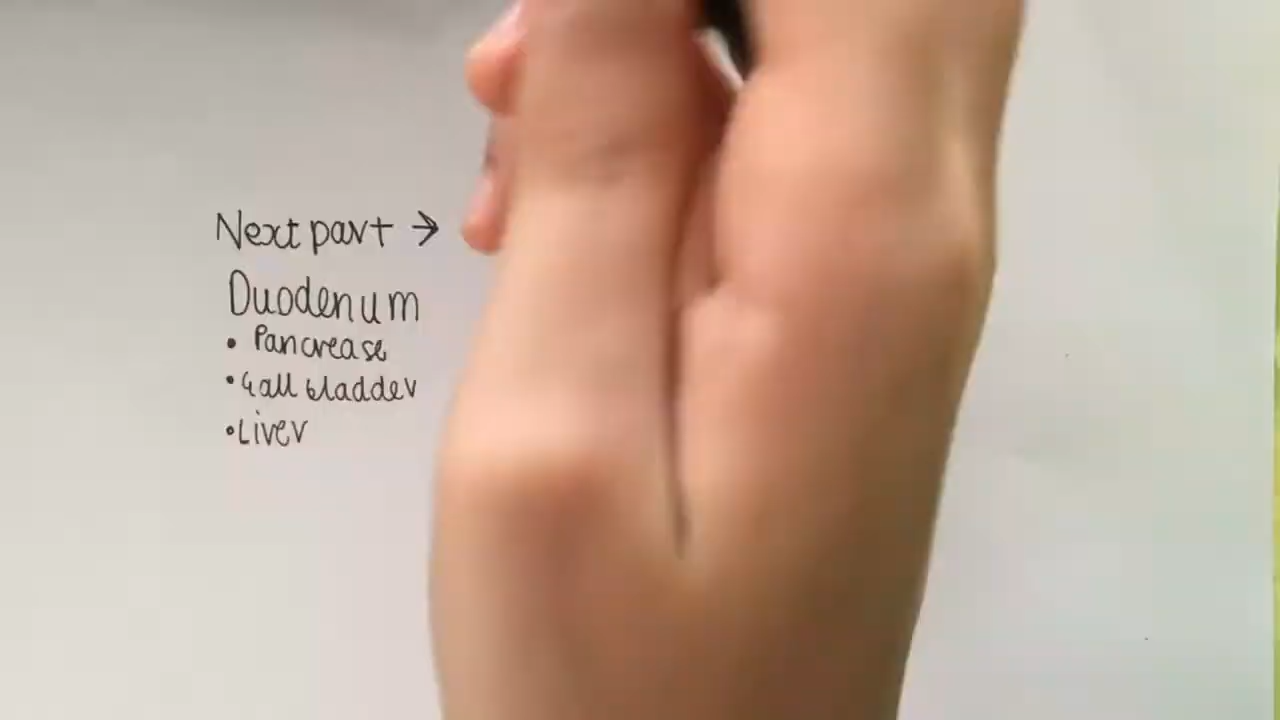 Next part →
Duodenum
• Pancrease
• Gall bladder
• Liver